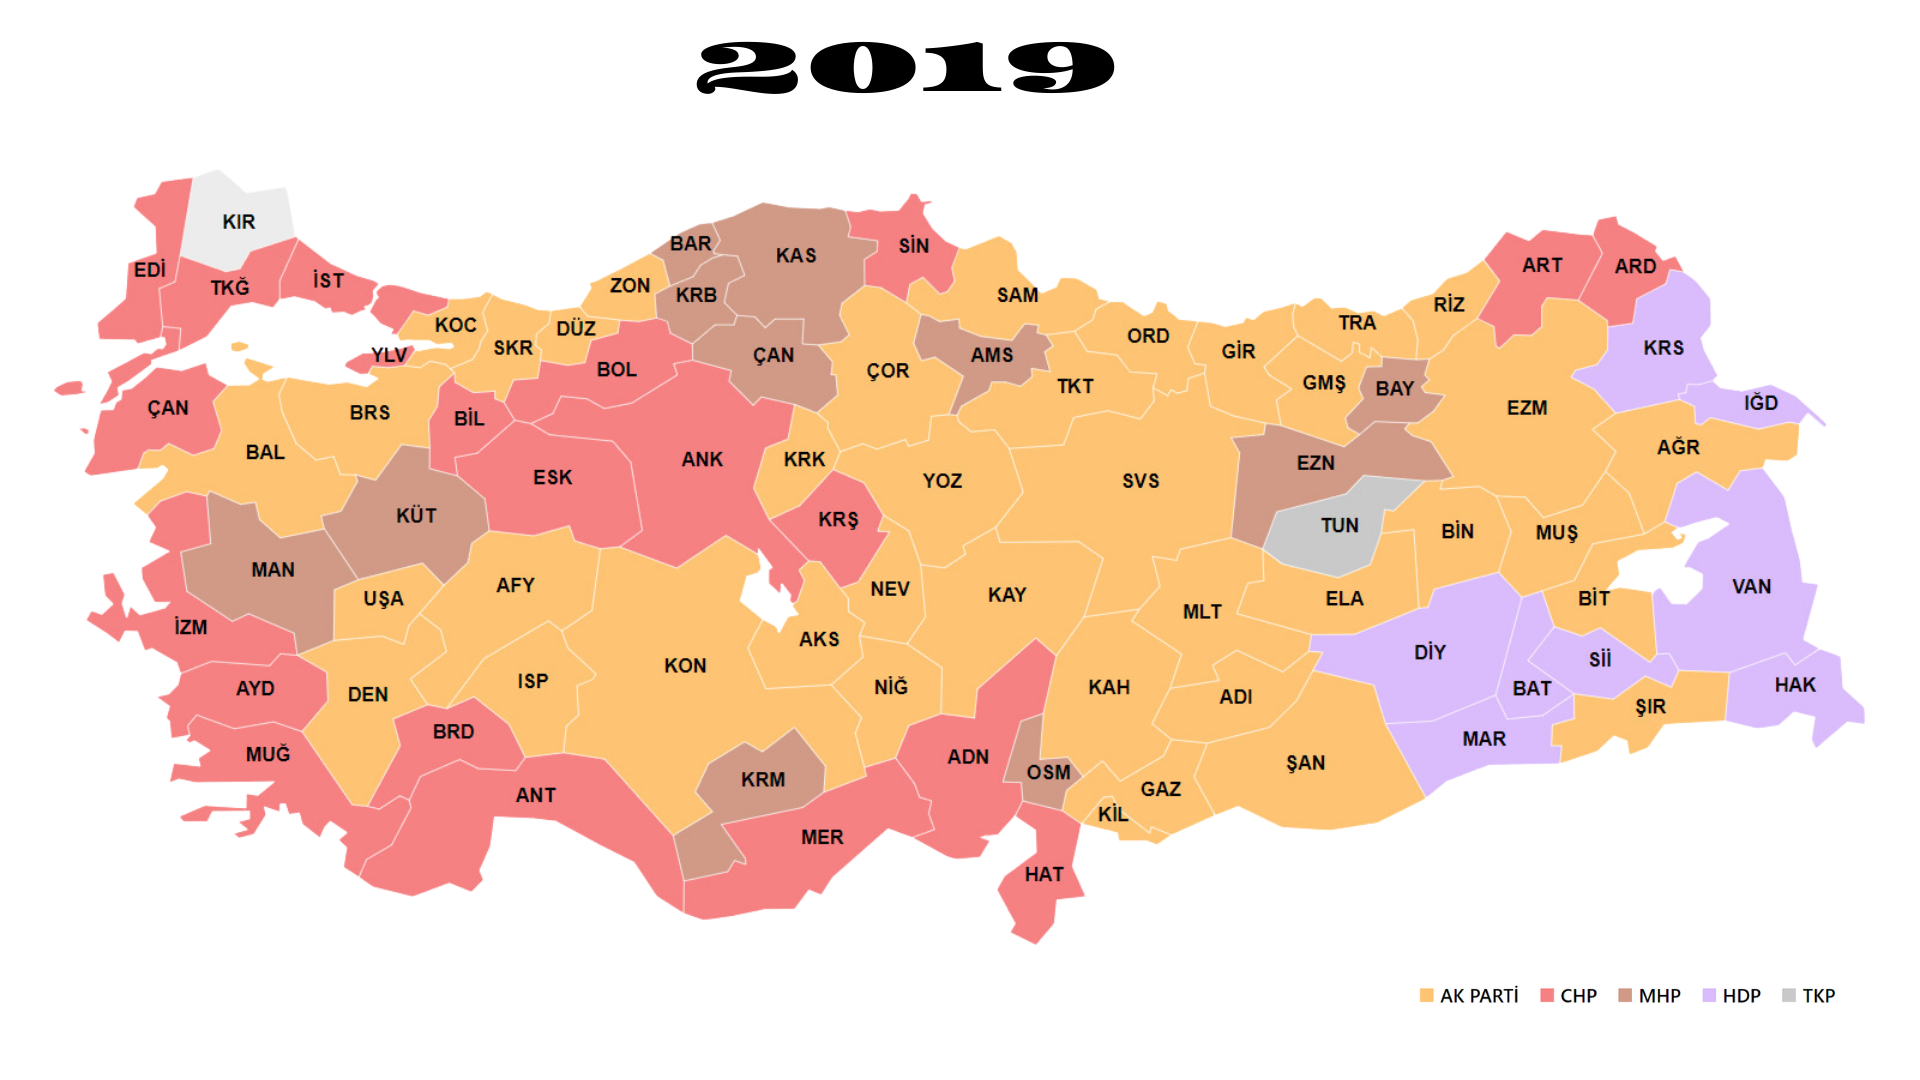 2019
KIR
EDİ
TKĞ
İST
YLV
KOC
SKR
DÜZ
ZON
BAR
KRB
KAS
SİN
SAM
ÇAN
AMS
ÇOR
TKT
ORD
GİR
GMŞ
TRA
BAY
RİZ
ART
ARD
KRS
IĞD
EZM
AĞR
ÇAN
BAL
BRS
BİL
BOL
ESK
ANK
KRK
KRŞ
YOZ
SVS
EZN
TUN
BİN
MUŞ
VAN
BİT
KÜT
MAN
UŞA
AFY
İZM
AYD
DEN
ISP
KON
AKS
NEV
KAY
NİĞ
MLT
ELA
DİY
BAT
Sİİ
ŞIR
HAK
MAR
MUĞ
BRD
ANT
KRM
MER
ADN
OSM
KAH
ADI
GAZ
KİL
ŞAN
HAT
AK PARTİ CHP MHP HDP TKP